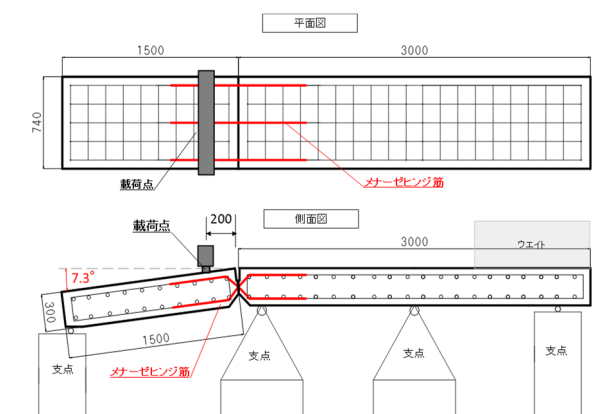 平面図
1500
3000
740
載荷点
メナーゼヒンジ筋
側面図
200
載荷点
3000
ウエイト
7.3°
300
1500
支点
支点
支点
支点
メナーゼヒンジ筋